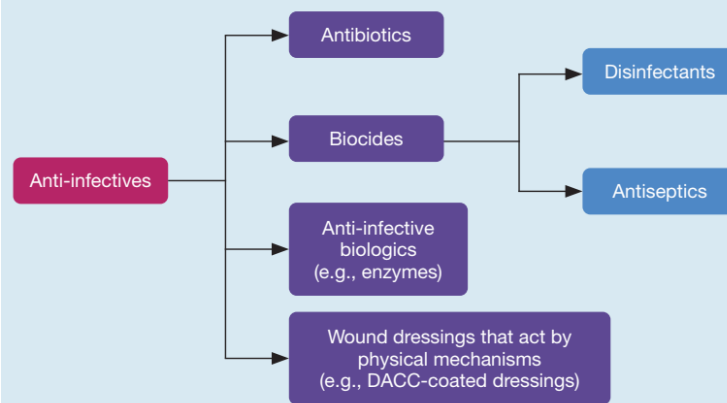 Antibiotics
Disinfectants
Biocides
Anti-infectives
Antiseptics
Anti-infective
biologics
(e.g., enzymes)
Wound dressings that act by
physical mechanisms
(e.g., DACC-coated dressings)